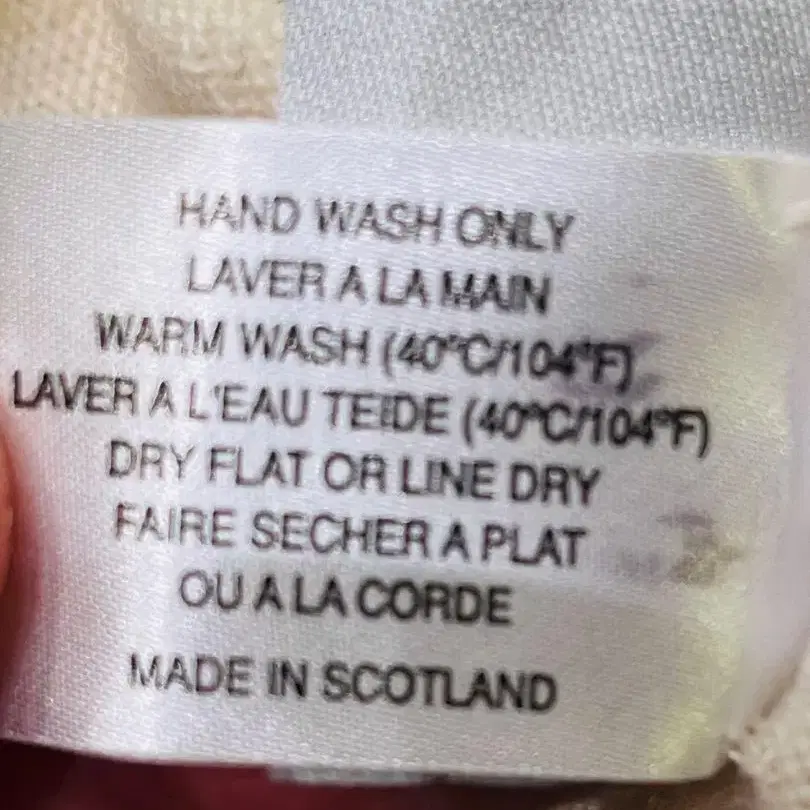 HAND WASH ONLY
LAVER A LA MAIN
WARM WASH (40°C/104°F)
LAVER A L'EAU TEIDE (40°C/104°F)
DRY FLAT OR LINE DRY
FAIRE SECHER A PLAT
OU A LA CORDE
MADE IN SCOTLAND